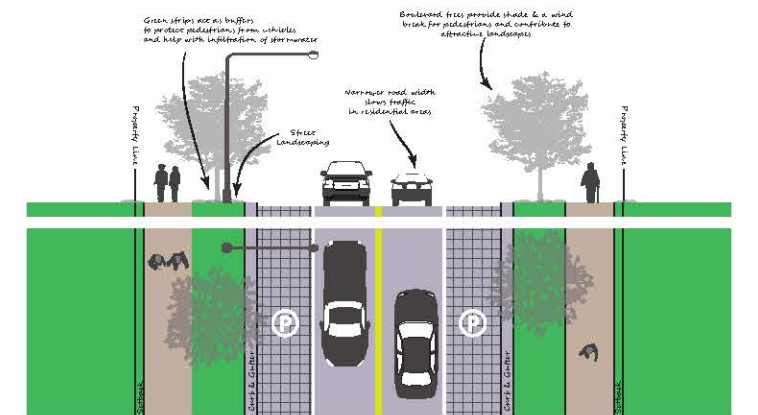 Green strips act as buffers
to protect pedestrians from vehicles
and help with infiltration of stormwater
Boulevard trees provide shade & a wind
break for pedestrians and contribute to
attractive landscapes
Narrower road width
slows traffic
in residential areas
Street
Landscaping
Property Line
Property Line
P
P
Setback
Curb & Gutter
Curb & Gutter
Setback